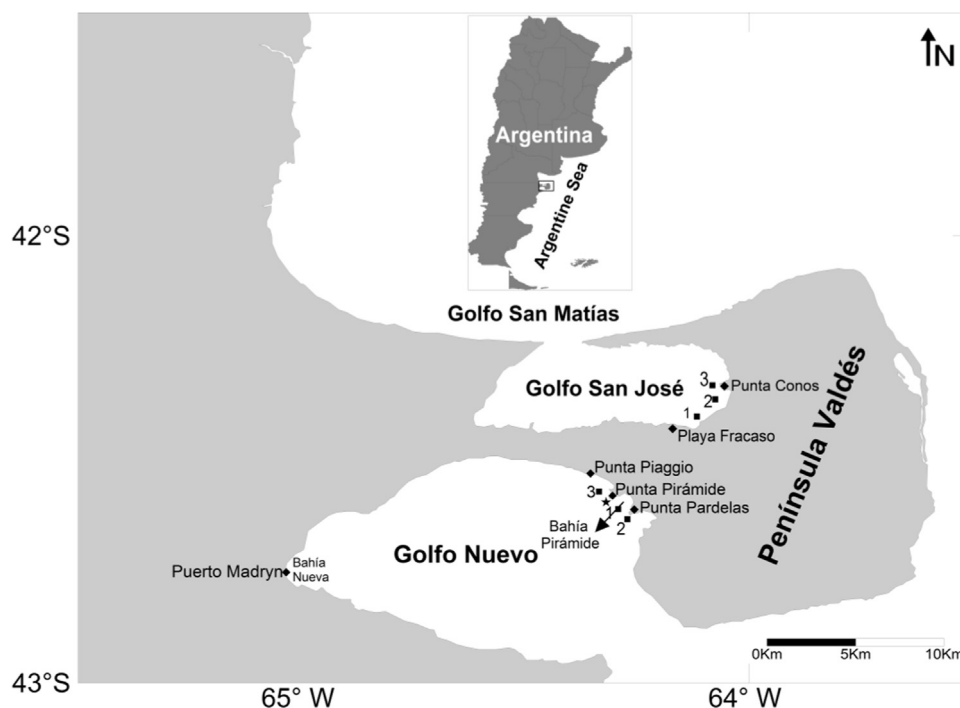 N
Argentina
Argentine Sea
42°S
Golfo San Matías
Golfo San José
3
Punta Conos
2
1
Playa Fracaso
Península Valdés
Punta Piaggio
3
Punta Pirámide
1
Punta Pardelas
2
Bahía
Pirámide
Golfo Nuevo
Puerto Madryn
Bahía
Nueva
0Km
5Km
10Km
43°S
65° W
64° W